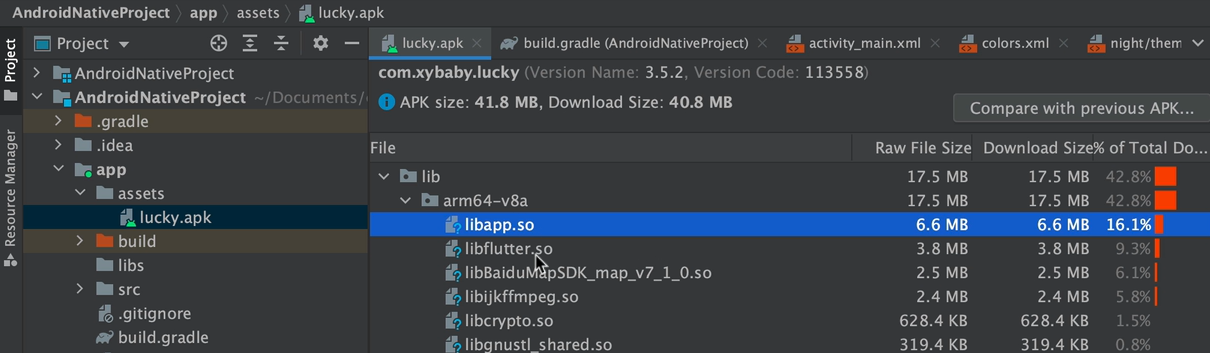 AndroidNativeProject app assets lucky.apk
Project
Resource Manager
Project
AndroidNativeProject
AndroidNativeProject ~/Documents/
.gradle
.idea
app
assets
lucky.apk
build
libs
src
.gitignore
build.gradle
lucky.apk build.gradle (AndroidNativeProject) activity_main.xml colors.xml night/them
com.xybaby.lucky (Version Name: 3.5.2, Version Code: 113558)
APK size: 41.8 MB, Download Size: 40.8 MB
Compare with previous APK...
File Raw File Size Download Size % of Total Do...
lib 17.5 MB 17.5 MB 42.8%
arm64-v8a 17.5 MB 17.5 MB 42.8%
libapp.so 6.6 MB 6.6 MB 16.1%
libflutter.so 3.8 MB 3.8 MB 9.3%
libBaiduMapSDK_map_v7_1_0.so 2.5 MB 2.5 MB 6.1%
libijkffmpeg.so 2.4 MB 2.4 MB 5.8%
libcrypto.so 628.4 KB 628.4 KB 1.5%
libgnustl_shared.so 319.4 KB 319.4 KB 0.8%